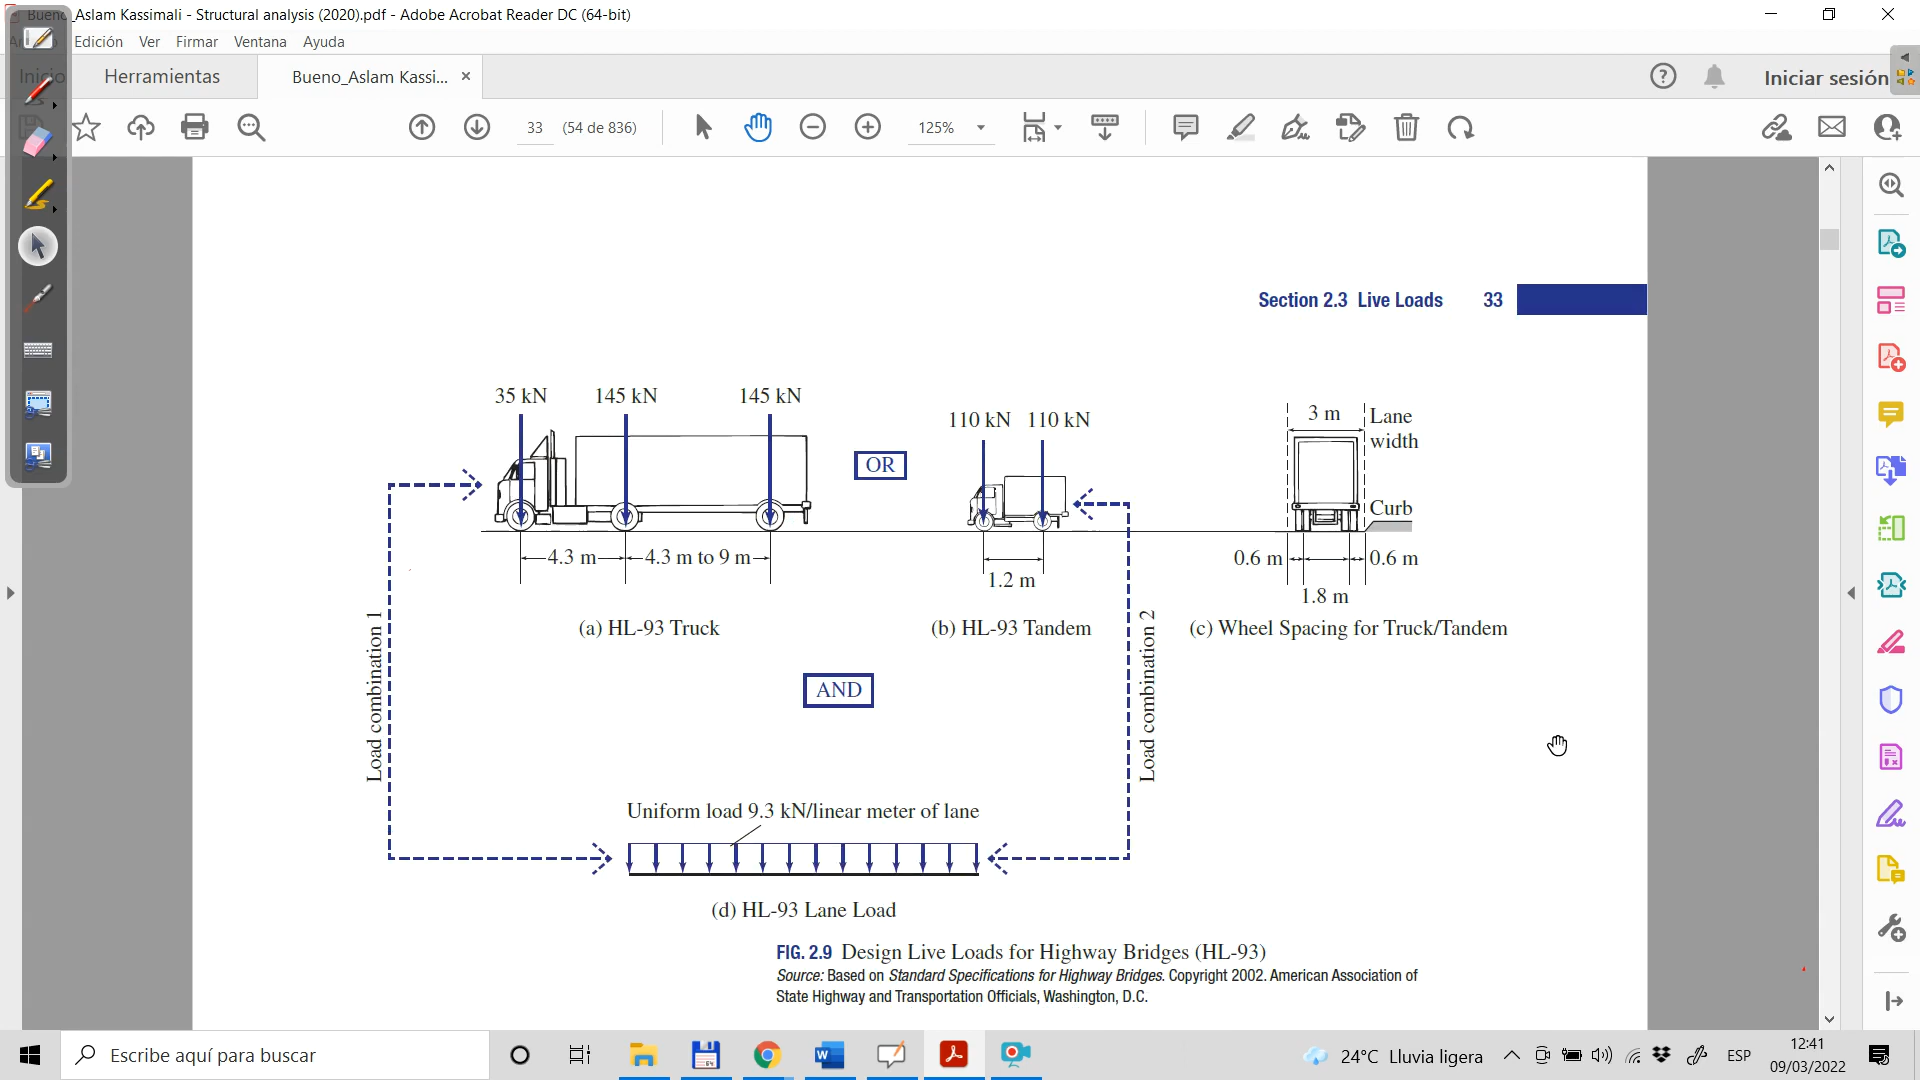 Bueno_Aslam Kassimali - Structural analysis (2020).pdf - Adobe Acrobat Reader DC (64-bit)
Edición Ver Firmar Ventana Ayuda
Inicio Herramientas Bueno_Aslam Kassi... × Iniciar sesión
33 (54 de 836) 125%
Section 2.3 Live Loads 33
35 kN 145 kN 145 kN
110 kN 110 kN
3 m Lane
width
OR
Curb
4.3 m 4.3 m to 9 m
0.6 m 0.6 m
1.2 m
1.8 m
(a) HL-93 Truck (b) HL-93 Tandem (c) Wheel Spacing for Truck/Tandem
Load combination 1
Load combination 2
AND
Uniform load 9.3 kN/linear meter of lane
(d) HL-93 Lane Load
FIG. 2.9 Design Live Loads for Highway Bridges (HL-93)
Source: Based on Standard Specifications for Highway Bridges. Copyright 2002. American Association of
State Highway and Transportation Officials, Washington, D.C.
Escribe aquí para buscar
24°C Lluvia ligera ESP
12:41
09/03/2022